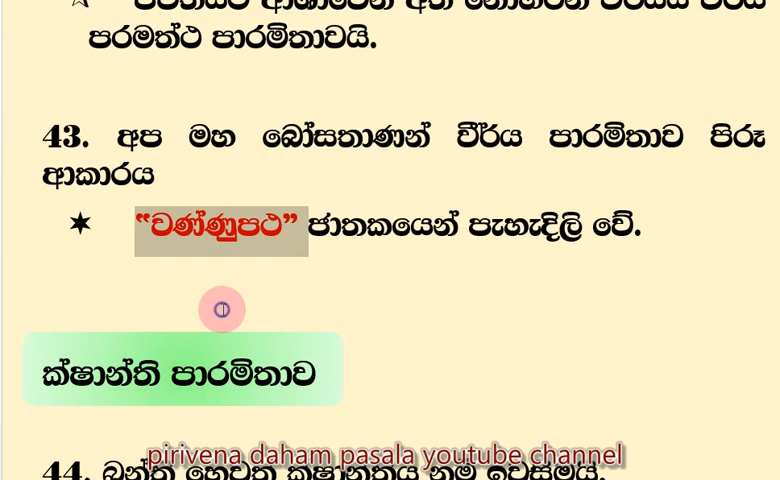 පරමත්ථ පාරමිතාවයි.
43. අප මහ බෝසතාණන් වීර්ය පාරමිතාව පිරූ
ආකාරය
✶ “වණ්ණුපථ” ජාතකයෙන් පැහැදිලි වේ.
ක්ෂාන්ති පාරමිතාව
pirivena daham pasala youtube channel
44.